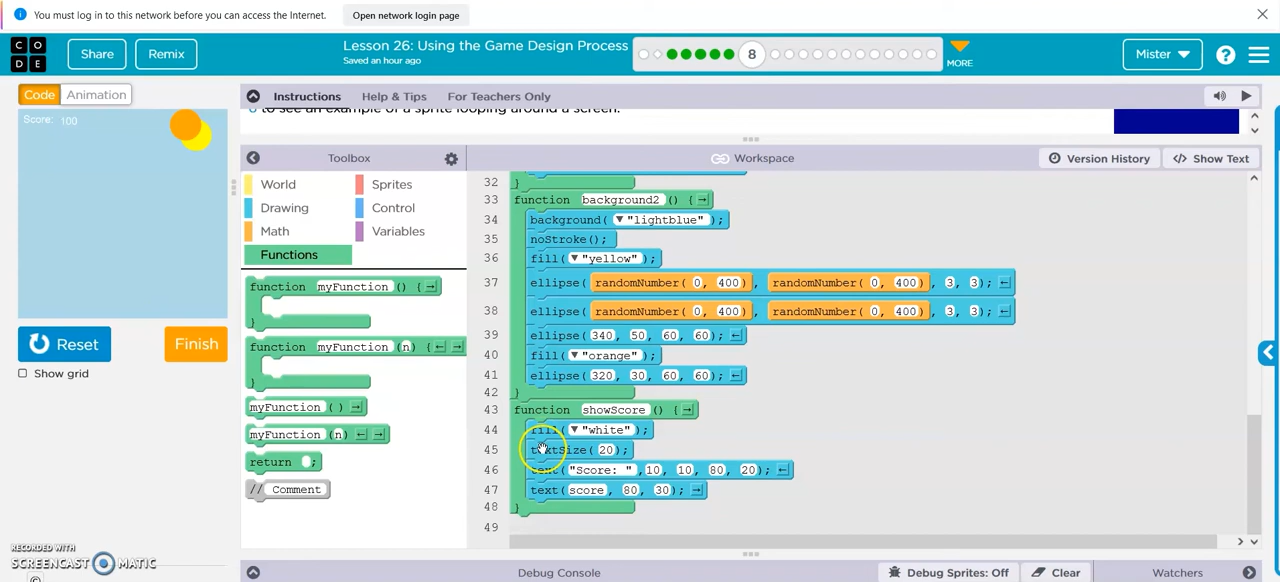 You must log in to this network before you can access the Internet. Open network login page
C O
D E
Share
Remix
Lesson 26: Using the Game Design Process
Saved an hour ago
8
MORE
Mister
?
Code
Animation
Instructions
Help & Tips
For Teachers Only
to see an example of a sprite looping around a screen.
Score: 100
Toolbox
Workspace
Version History
</> Show Text
World
Sprites
Drawing
Control
Math
Variables
Functions
function myFunction () {
}
function myFunction (n) {
}
myFunction ( )
myFunction (n)
return ;
// Comment
Reset
Finish
Show grid
32 }
33 function background2 () {
34 background( "lightblue" );
35 noStroke();
36 fill( "yellow" );
37 ellipse( randomNumber( 0, 400) , randomNumber( 0, 400) , 3, 3);
38 ellipse( randomNumber( 0, 400) , randomNumber( 0, 400) , 3, 3);
39 ellipse( 340, 50, 60, 60);
40 fill( "orange" );
41 ellipse( 320, 30, 60, 60);
42 }
43 function showScore () {
44 fill( "white" );
45 textSize( 20);
46 text( "Score: " ,10, 10, 80, 20);
47 text( score, 80, 30);
48 }
49
RECORDED WITH
SCREENCAST MATIC
Debug Console
Debug Sprites: Off
Clear
Watchers